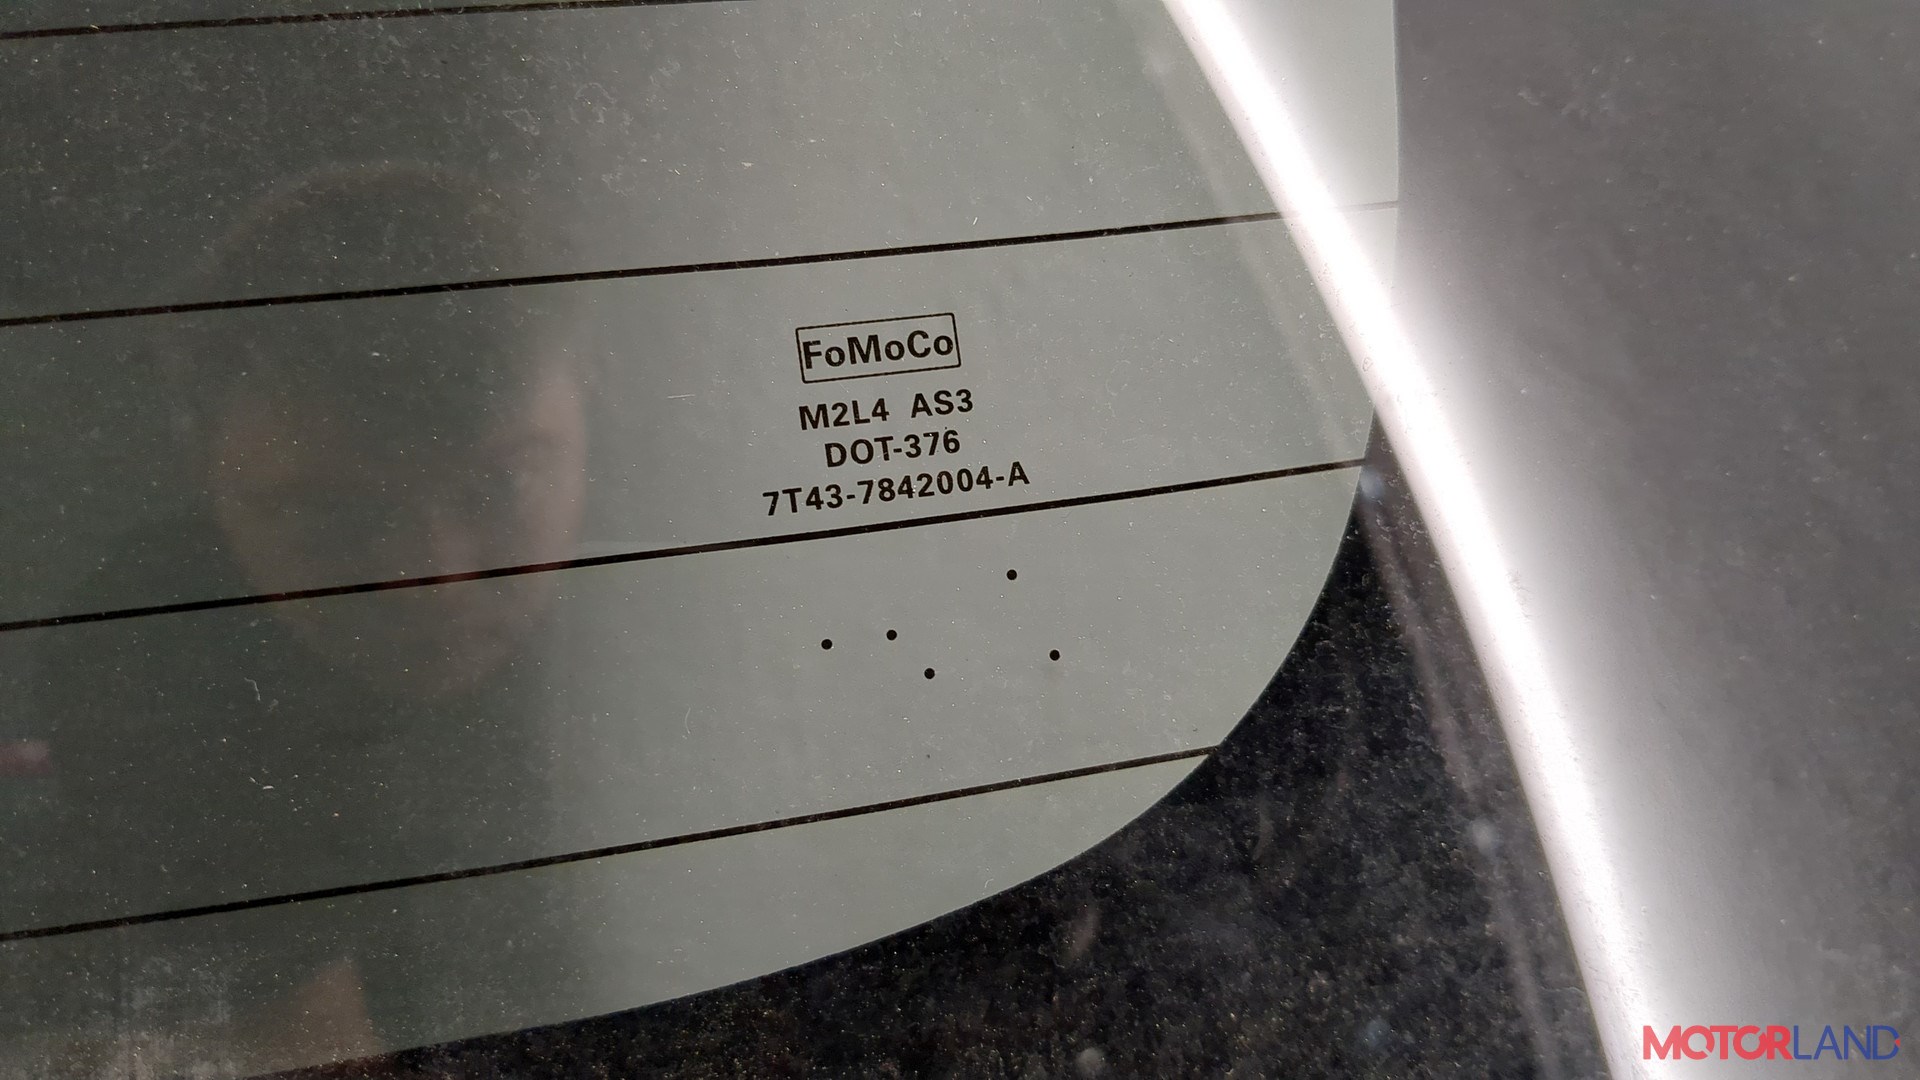 FoMoCo
M2L4 AS3
DOT-376
7T43-7842004-A
MOTORLAND